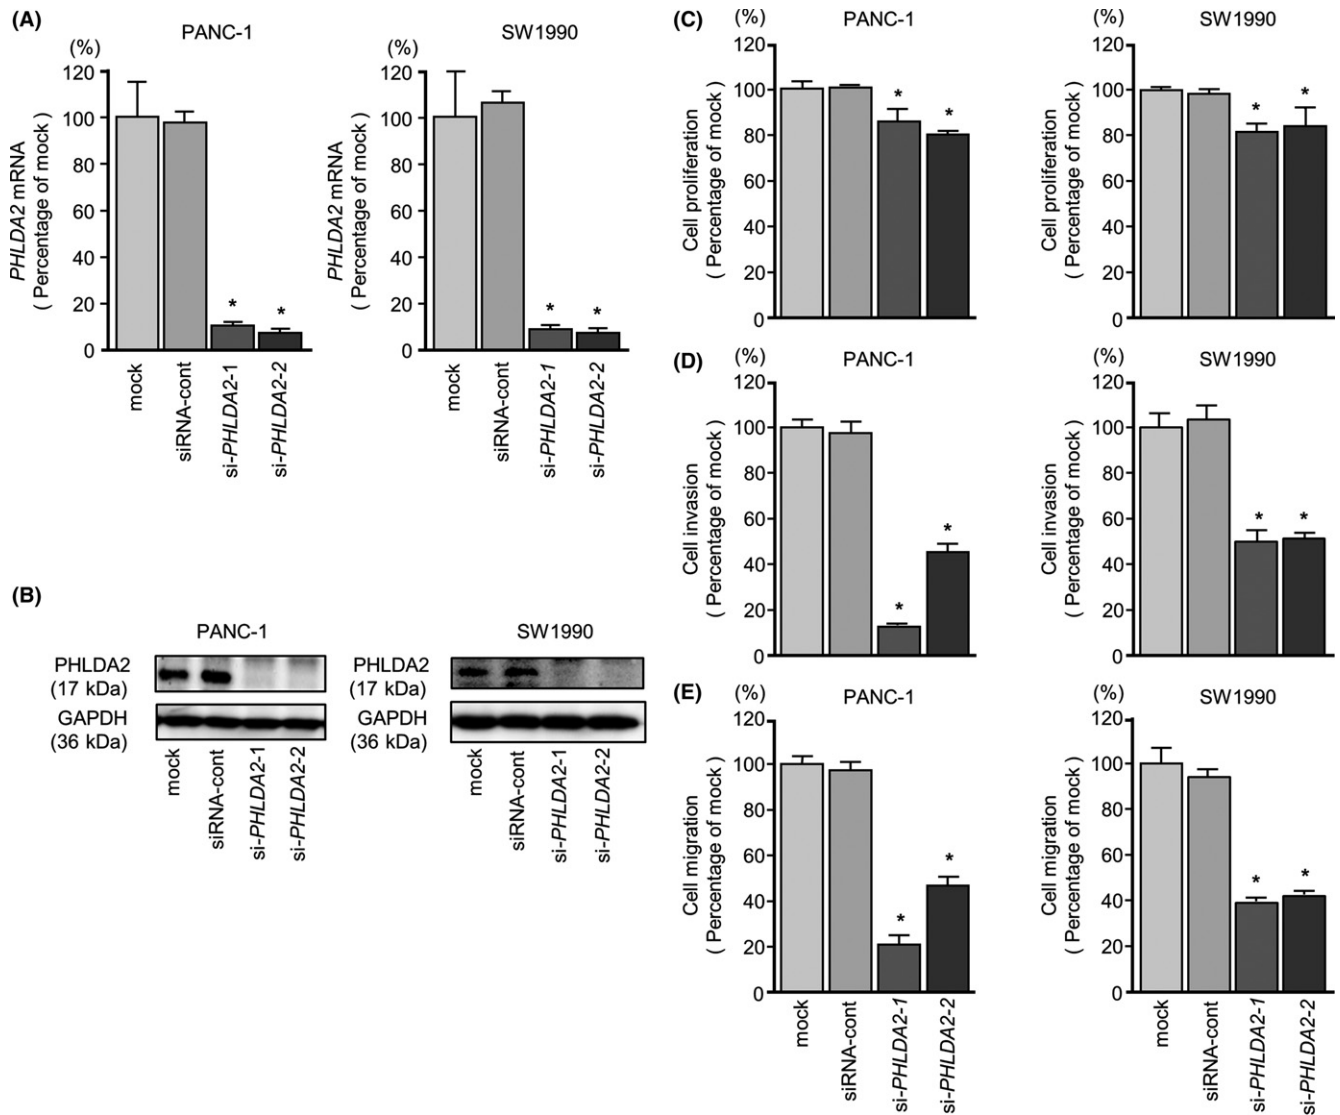 (A)
PANC-1
(%)
PHLDA2 mRNA
( Percentage of mock )
120
100
80
60
40
20
0
*
*
mock
siRNA-cont
si-PHLDA2-1
si-PHLDA2-2
SW1990
(%)
PHLDA2 mRNA
( Percentage of mock )
120
100
80
60
40
20
0
*
*
mock
siRNA-cont
si-PHLDA2-1
si-PHLDA2-2
(B)
PANC-1
PHLDA2
(17 kDa)
GAPDH
(36 kDa)
mock
siRNA-cont
si-PHLDA2-1
si-PHLDA2-2
SW1990
PHLDA2
(17 kDa)
GAPDH
(36 kDa)
mock
siRNA-cont
si-PHLDA2-1
si-PHLDA2-2
(C)
PANC-1
(%)
Cell proliferation
( Percentage of mock )
120
100
80
60
40
20
0
*
*
SW1990
(%)
Cell proliferation
( Percentage of mock )
120
100
80
60
40
20
0
*
*
(D)
PANC-1
(%)
Cell invasion
( Percentage of mock )
120
100
80
60
40
20
0
*
*
SW1990
(%)
Cell invasion
( Percentage of mock )
120
100
80
60
40
20
0
*
*
(E)
PANC-1
(%)
Cell migration
( Percentage of mock )
120
100
80
60
40
20
0
*
*
mock
siRNA-cont
si-PHLDA2-1
si-PHLDA2-2
SW1990
(%)
Cell migration
( Percentage of mock )
120
100
80
60
40
20
0
*
*
mock
siRNA-cont
si-PHLDA2-1
si-PHLDA2-2